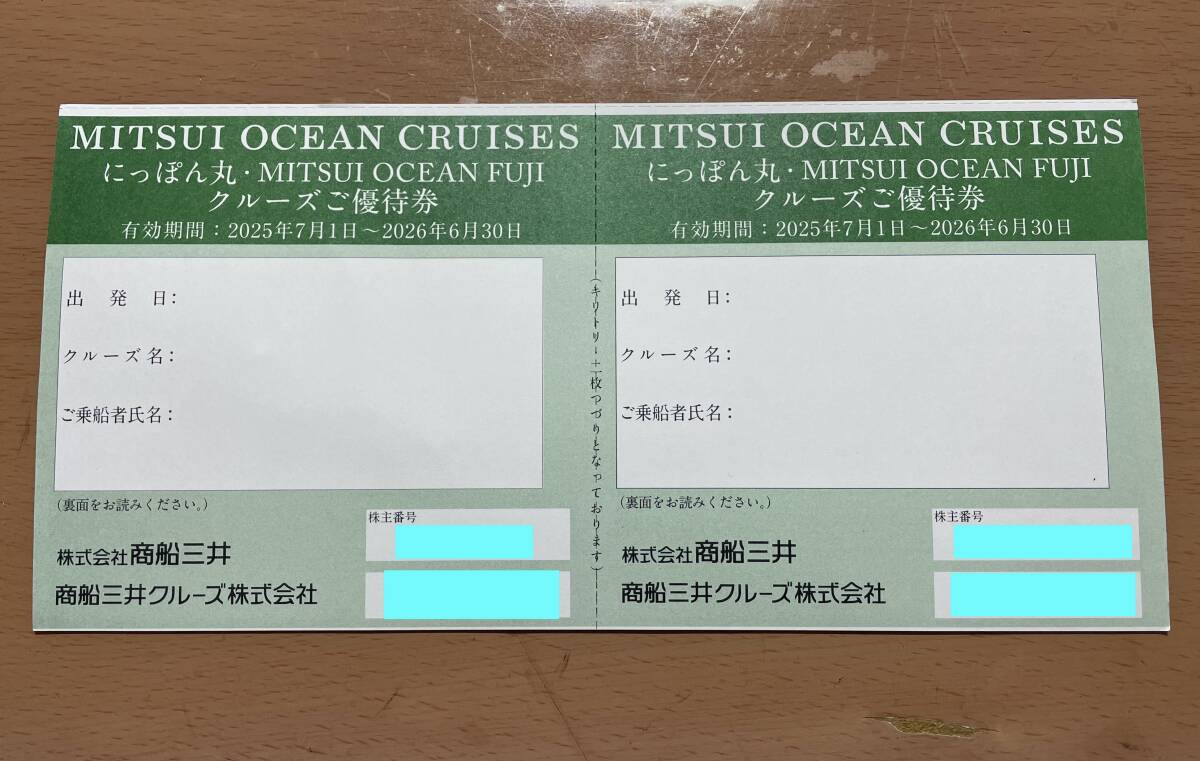 MITSUI OCEAN CRUISES
にっぽん丸・MITSUI OCEAN FUJI
クルーズご優待券
有効期間：2025年7月1日～2026年6月30日
出発日：
クルーズ名：
ご乗船者氏名：
（裏面をお読みください。）
株主番号
株式会社商船三井
商船三井クルーズ株式会社
（キリトリ－二枚つづりとなっております）
MITSUI OCEAN CRUISES
にっぽん丸・MITSUI OCEAN FUJI
クルーズご優待券
有効期間：2025年7月1日～2026年6月30日
出発日：
クルーズ名：
ご乗船者氏名：
（裏面をお読みください。）
株主番号
株式会社商船三井
商船三井クルーズ株式会社